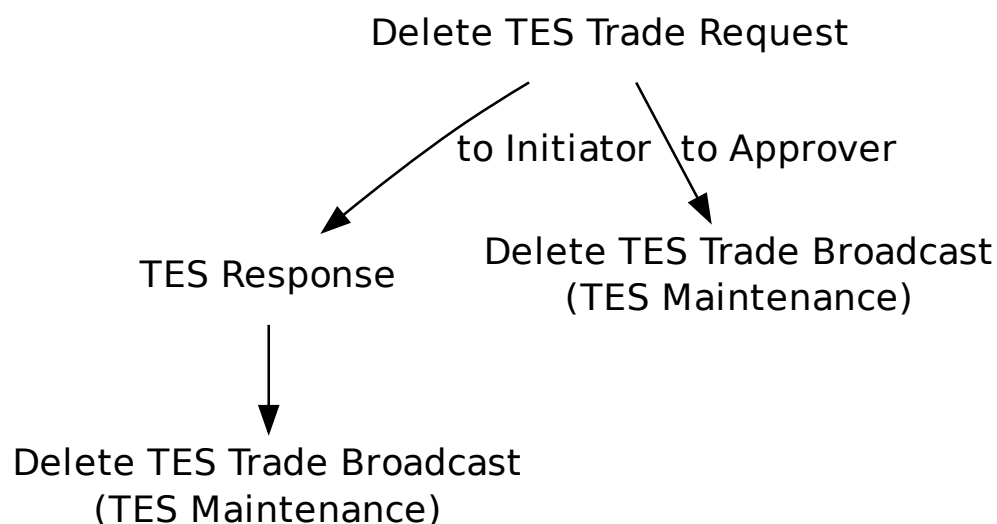 Delete TES Trade Request
to Initiator
to Approver
TES Response
Delete TES Trade Broadcast
(TES Maintenance)
Delete TES Trade Broadcast
(TES Maintenance)